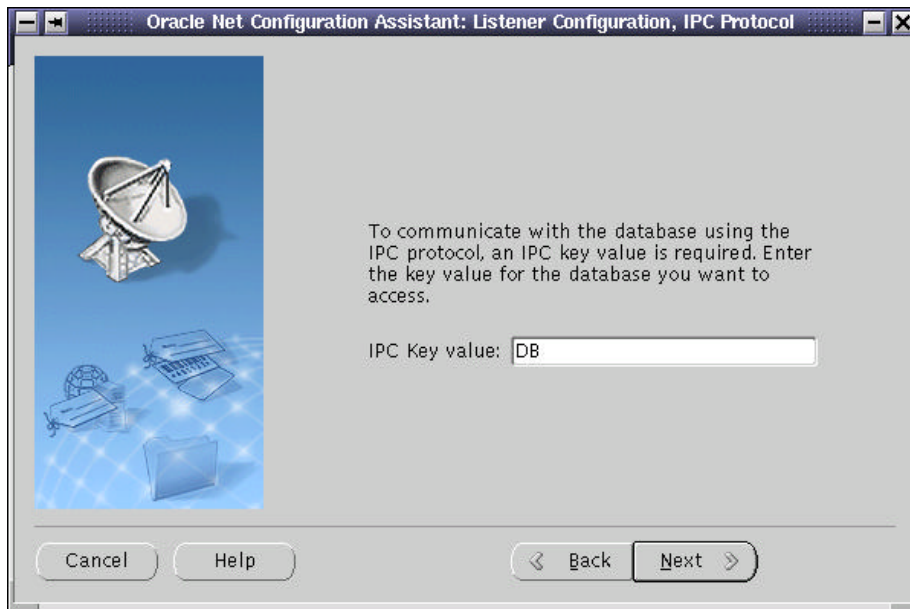 Oracle Net Configuration Assistant: Listener Configuration, IPC Protocol
To communicate with the database using the
IPC protocol, an IPC key value is required. Enter
the key value for the database you want to
access.
IPC Key value: DB
Cancel Help Back Next